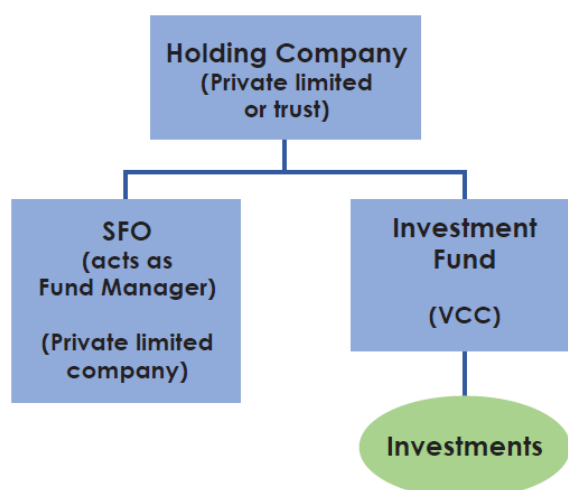 Holding Company
(Private limited
or trust)
SFO
(acts as
Fund Manager)
(Private limited
company)
Investment
Fund
(VCC)
Investments